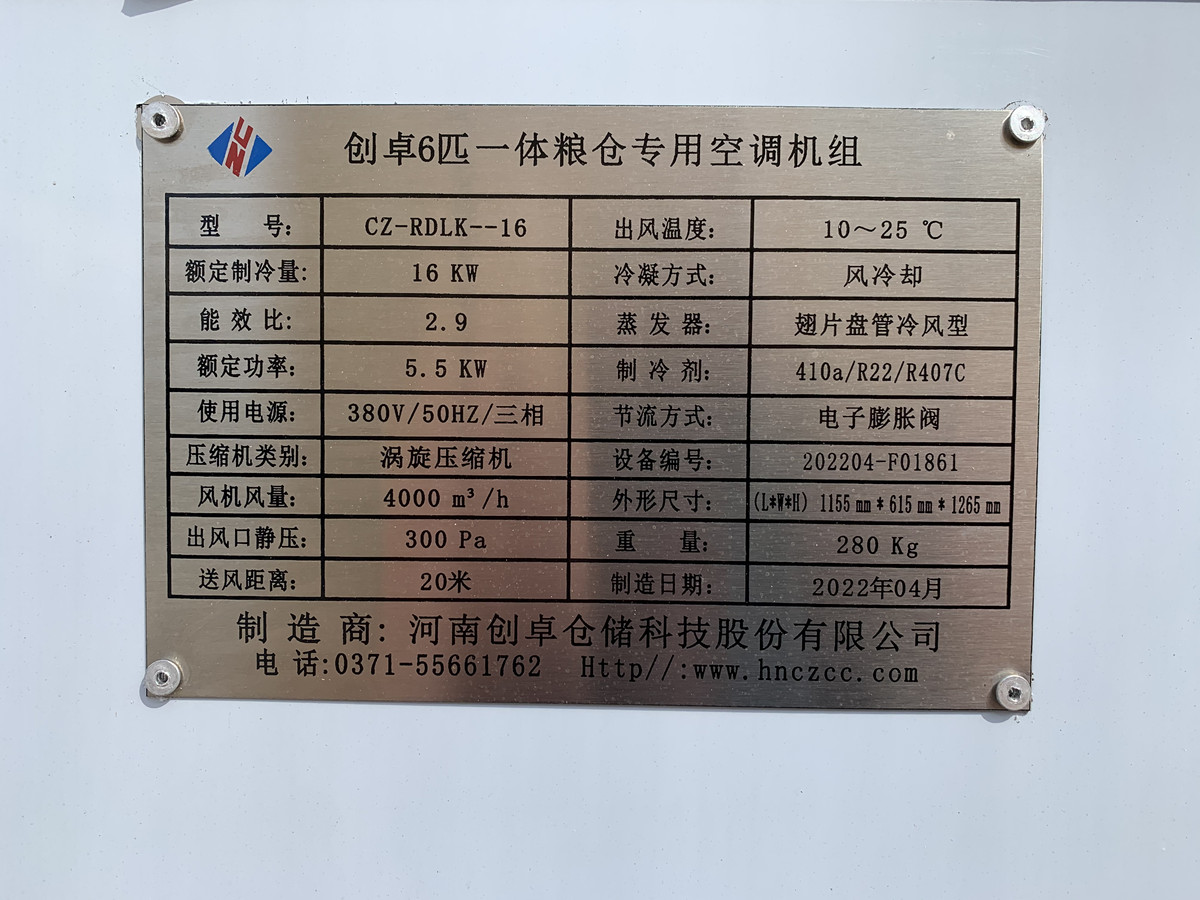 CZ
创卓6匹一体粮仓专用空调机组
型 号: CZ-RDLK--16 出风温度: 10～25 ℃
额定制冷量: 16 KW 冷凝方式: 风冷却
能 效 比: 2.9 蒸 发 器: 翅片盘管冷风型
额定功率: 5.5 KW 制 冷 剂: 410a/R22/R407C
使用电源: 380V/50HZ/三相 节流方式: 电子膨胀阀
压缩机类别: 涡旋压缩机 设备编号: 202204-F01861
风机风量: 4000 m³/h 外形尺寸: (L*W*H) 1155 mm * 615 mm * 1265 mm
出风口静压: 300 Pa 重 量: 280 Kg
送风距离: 20米 制造日期: 2022年04月
制 造 商: 河南创卓仓储科技股份有限公司
电 话:0371-55661762 Http//:www.hnczcc.com